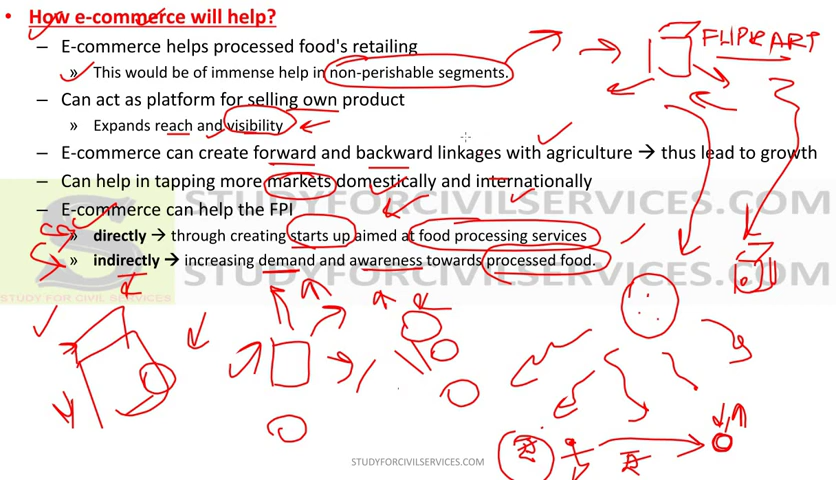 • How e-commerce will help?
– E-commerce helps processed food's retailing
» This would be of immense help in non-perishable segments.
– Can act as platform for selling own product
» Expands reach and visibility
– E-commerce can create forward and backward linkages with agriculture → thus lead to growth
– Can help in tapping more markets domestically and internationally
– E-commerce can help the FPI
» directly → through creating starts up aimed at food processing services
» indirectly → increasing demand and awareness towards processed food.
FLIPKART
STUDYFORCIVILSERVICES.COM
STUDYFORCIVILSERVICES.COM
STUDY FOR CIVIL SERVICES
STUDYFORCIVILSERVICES.COM